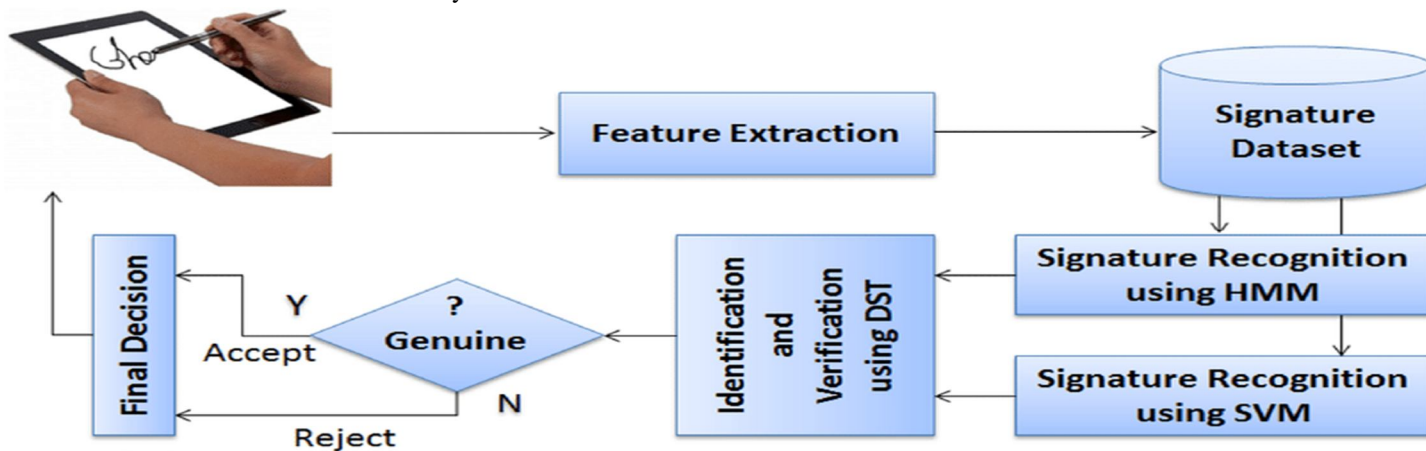 Feature Extraction
Signature
Dataset
Signature Recognition
using HMM
Signature Recognition
using SVM
Identification
and
Verification
using DST
?
Genuine
Y
Accept
N
Reject
Final Decision